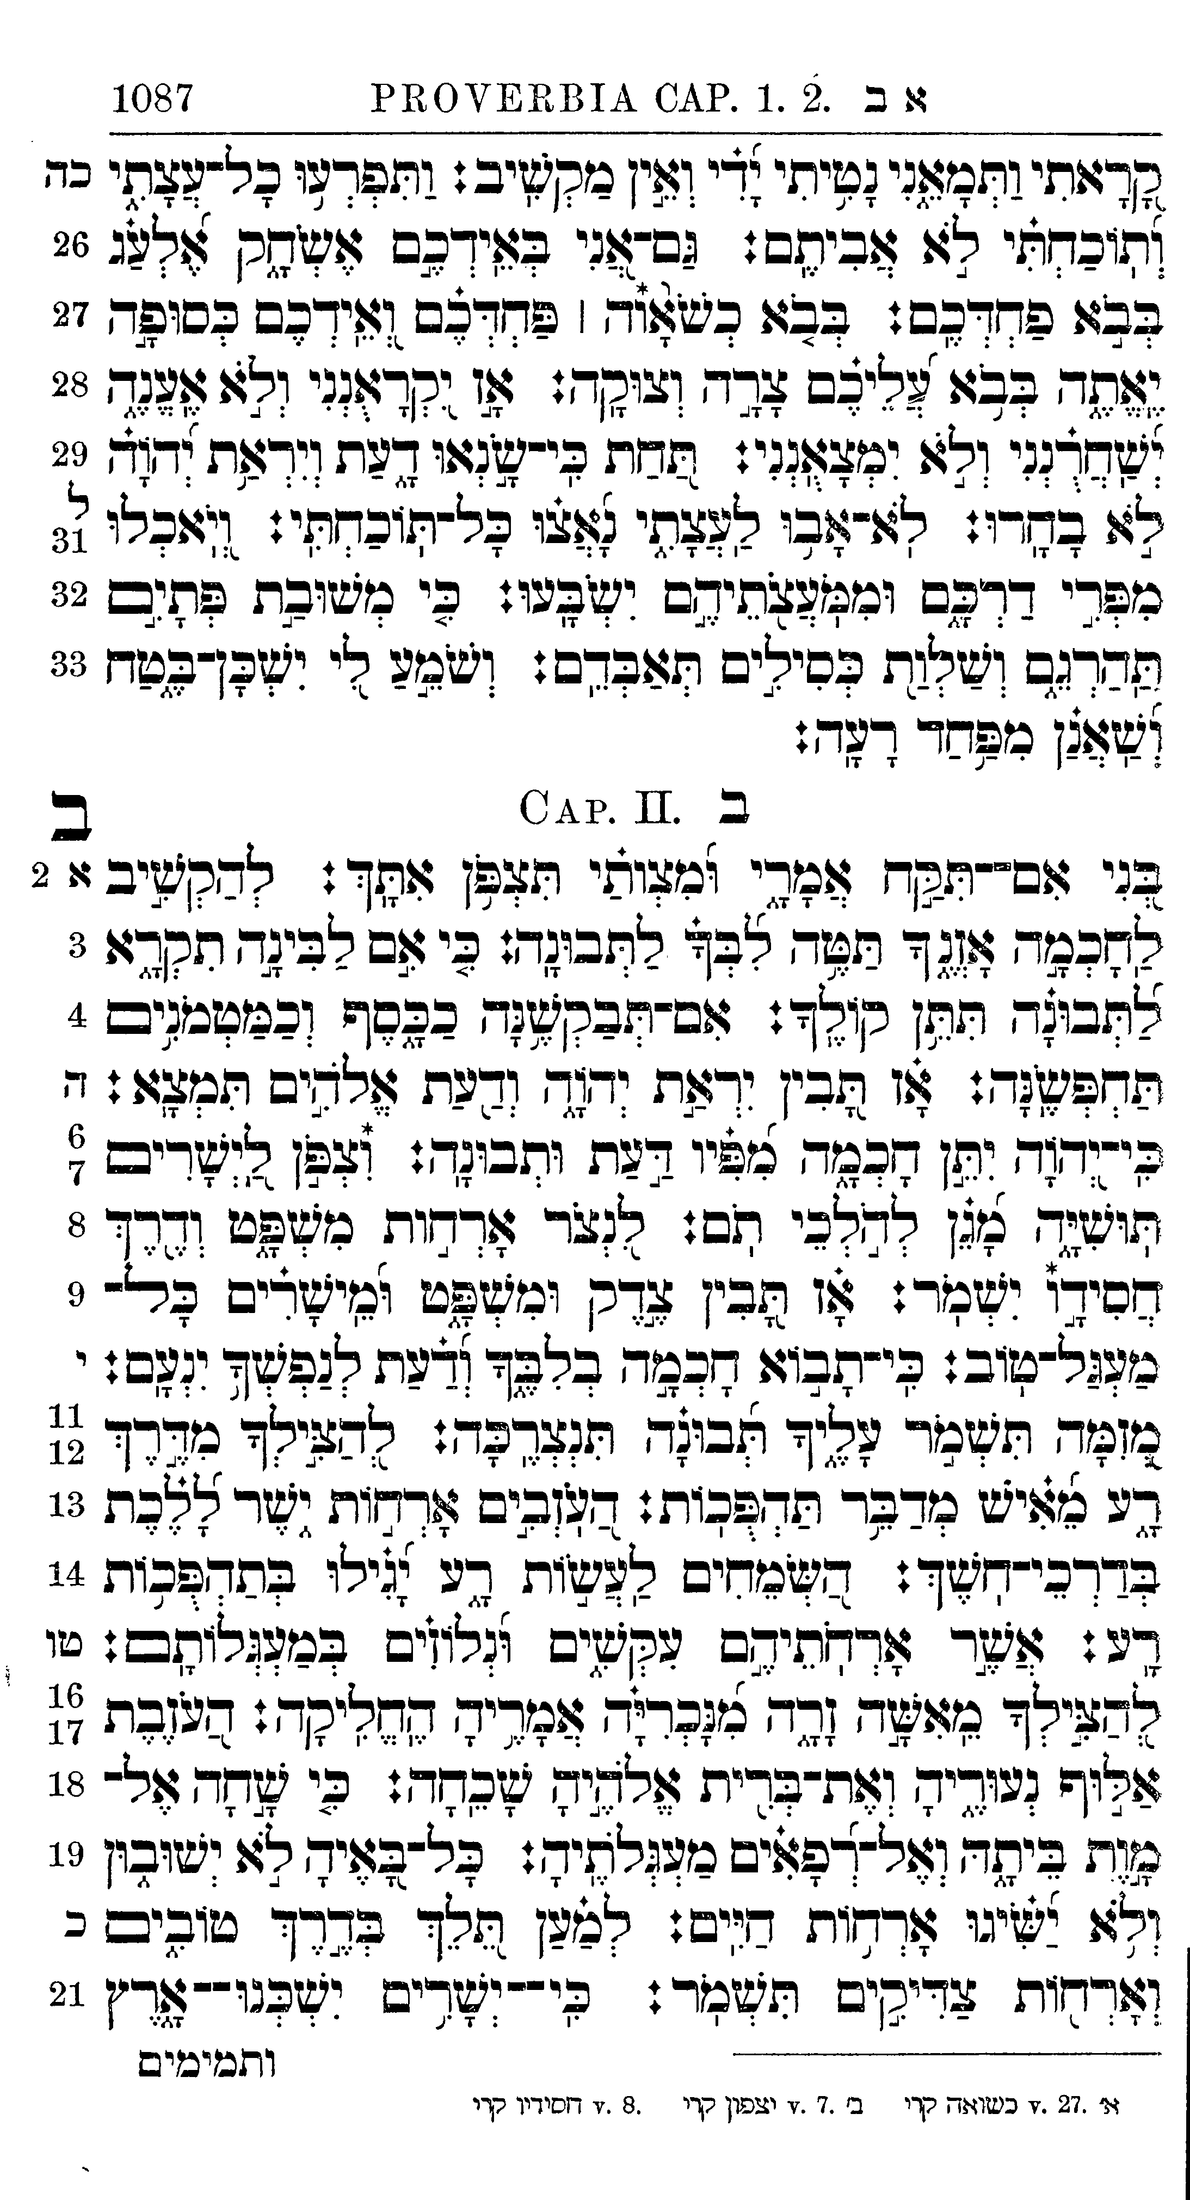 1087 PROVERBIA CAP. 1. 2. א ב
קָרָאתִי וַתְּמָאֵנוּ נָטִיתִי יָדִי וְאֵין מַקְשִׁיב׃ וַתִּפְרְעוּ כָל־עֲצָתִי כה
וְתוֹכַחְתִּי לֹא אֲבִיתֶם׃ גַּם־אֲנִי בְּאֵידְכֶם אֶשְׂחָק אֶלְעַג 26
בְּבֹא פַחְדְּכֶם׃ בְּבֹא כְשַׁאֲוָה* ׀ פַּחְדְּכֶם וְאֵידְכֶם כְּסוּפָה 27
יֶאֱתֶה בְּבֹא עֲלֵיכֶם צָרָה וְצוּקָה׃ אָז יִקְרָאֻנְנִי וְלֹא אֶעֱנֶה 28
יְשַׁחֲרֻנְנִי וְלֹא יִמְצָאֻנְנִי׃ תַּחַת כִּי־שָׂנְאוּ דָעַת וְיִרְאַת יְהוָה 29
לֹא בָחָרוּ׃ לֹא־אָבוּ לַעֲצָתִי נָאֲצוּ כָּל־תּוֹכַחְתִּי׃ וְיֹאכְלוּ ל 31
מִפְּרִי דַרְכָּם וּמִמֹּעֲצֹתֵיהֶם יִשְׂבָּעוּ׃ כִּי מְשׁוּבַת פְּתָיִם 32
תַּהַרְגֵם וְשַׁלְוַת כְּסִילִים תְּאַבְּדֵם׃ וְשֹׁמֵעַ לִי יִשְׁכָּן־בֶּטַח 33
וְשַׁאֲנַן מִפַּחַד רָעָה׃
CAP. II. ב
ב
בְּנִי אִם־תִּקַּח אֲמָרָי וּמִצְוֹתַי תִּצְפֹּן אִתָּךְ׃ לְהַקְשִׁיב א 2
לַחָכְמָה אָזְנֶךָ תַּטֶּה לִבְּךָ לַתְּבוּנָה׃ כִּי אִם לַבִּינָה תִקְרָא 3
לַתְּבוּנָה תִּתֵּן קוֹלֶךָ׃ אִם־תְּבַקְשֶׁנָּה כַכָּסֶף וְכַמַּטְמֹנִים 4
תַּחְפְּשֶׂנָּה׃ אָז תָּבִין יִרְאַת יְהוָה וְדַעַת אֱלֹהִים תִּמְצָא׃ ה
כִּי־יְהוָה יִתֵּן חָכְמָה מִפִּיו דַּעַת וּתְבוּנָה׃ וִצְפֹּן* לַיְשָׁרִים 6 7
תּוּשִׁיָּה מָגֵן לְהֹלְכֵי תֹם׃ לִנְצֹר אָרְחוֹת מִשְׁפָּט וְדֶרֶךְ 8
חֲסִידָו* יִשְׁמֹר׃ אָז תָּבִין צֶדֶק וּמִשְׁפָּט וּמֵישָׁרִים כָּל־ 9
מַעְגַּל־טוֹב׃ כִּי־תָבוֹא חָכְמָה בְלִבֶּךָ וְדַעַת לְנַפְשְׁךָ יִנְעָם׃ י
מְזִמָּה תִּשְׁמֹר עָלֶיךָ תְּבוּנָה תִּנְצְרֶכָּה׃ לְהַצִּילְךָ מִדֶּרֶךְ 11 12
רָע מֵאִישׁ מְדַבֵּר תַּהְפֻּכוֹת׃ הַעֹזְבִים אָרְחוֹת יֹשֶׁר לָלֶכֶת 13
בְּדַרְכֵי־חֹשֶׁךְ׃ הַשְּׂמֵחִים לַעֲשׂוֹת רָע יָגִילוּ בְּתַהְפֻּכוֹת 14
רָע׃ אֲשֶׁר אָרְחֹתֵיהֶם עִקְּשִׁים וּנְלוֹזִים בְּמַעְגְּלוֹתָם׃ טו
לְהַצִּילְךָ מֵאִשָּׁה זָרָה מִנָּכְרִיָּה אֲמָרֶיהָ הֶחֱלִיקָה׃ הַעֹזֶבֶת 16 17
אַלּוּף נְעוּרֶיהָ וְאֶת־בְּרִית אֱלֹהֶיהָ שָׁכֵחָה׃ כִּי שָׁחָה אֶל־ 18
מָוֶת בֵּיתָהּ וְאֶל־רְפָאִים מַעְגְּלֹתֶיהָ׃ כָּל־בָּאֶיהָ לֹא יְשׁוּבוּן 19
וְלֹא יַשִּׂיגוּ אָרְחוֹת חַיִּים׃ לְמַעַן תֵּלֵךְ בְּדֶרֶךְ טוֹבִים כ
וְאָרְחוֹת צַדִּיקִים תִּשְׁמֹר׃ כִּי־יְשָׁרִים יִשְׁכְּנוּ־אָרֶץ 21
ותמימים
א׳ v. 27. כשואה קרי ב׳ v. 7. יצפון קרי v. 8. חסידיו קרי